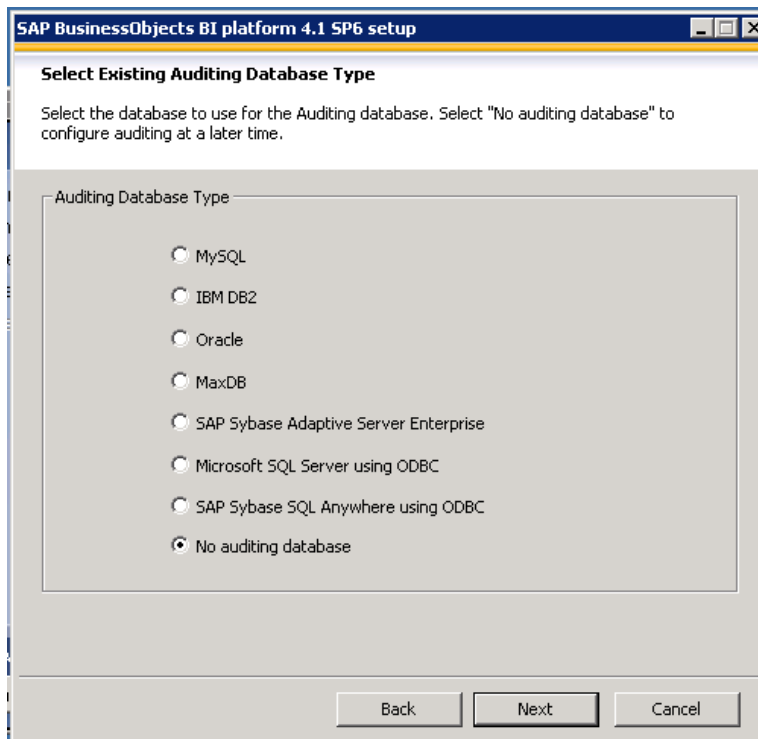 SAP BusinessObjects BI platform 4.1 SP6 setup
Select Existing Auditing Database Type
Select the database to use for the Auditing database. Select "No auditing database" to
configure auditing at a later time.
Auditing Database Type
MySQL
IBM DB2
Oracle
MaxDB
SAP Sybase Adaptive Server Enterprise
Microsoft SQL Server using ODBC
SAP Sybase SQL Anywhere using ODBC
No auditing database
Back
Next
Cancel